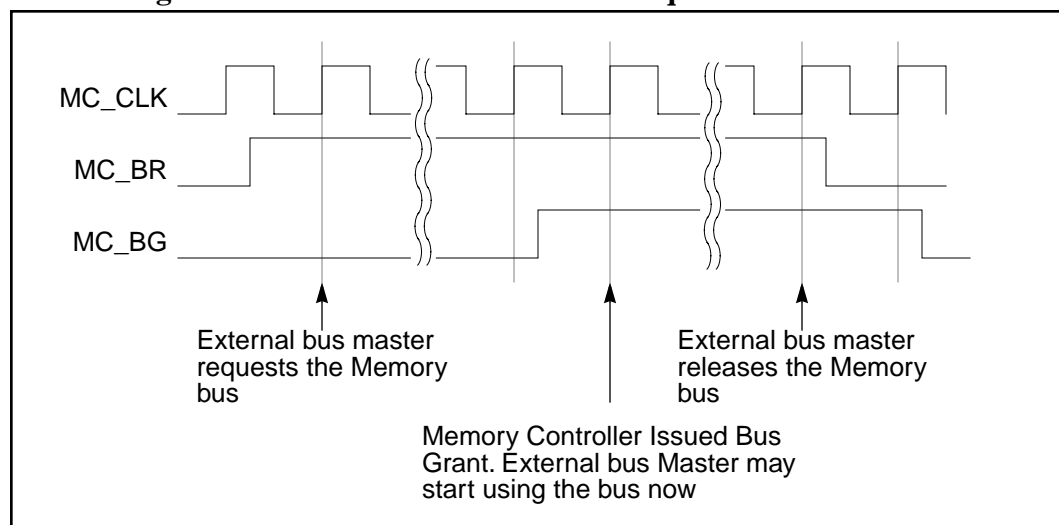 MC_CLK
MC_BR
MC_BG
External bus master
requests the Memory
bus
External bus master
releases the Memory
bus
Memory Controller Issued Bus
Grant. External bus Master may
start using the bus now